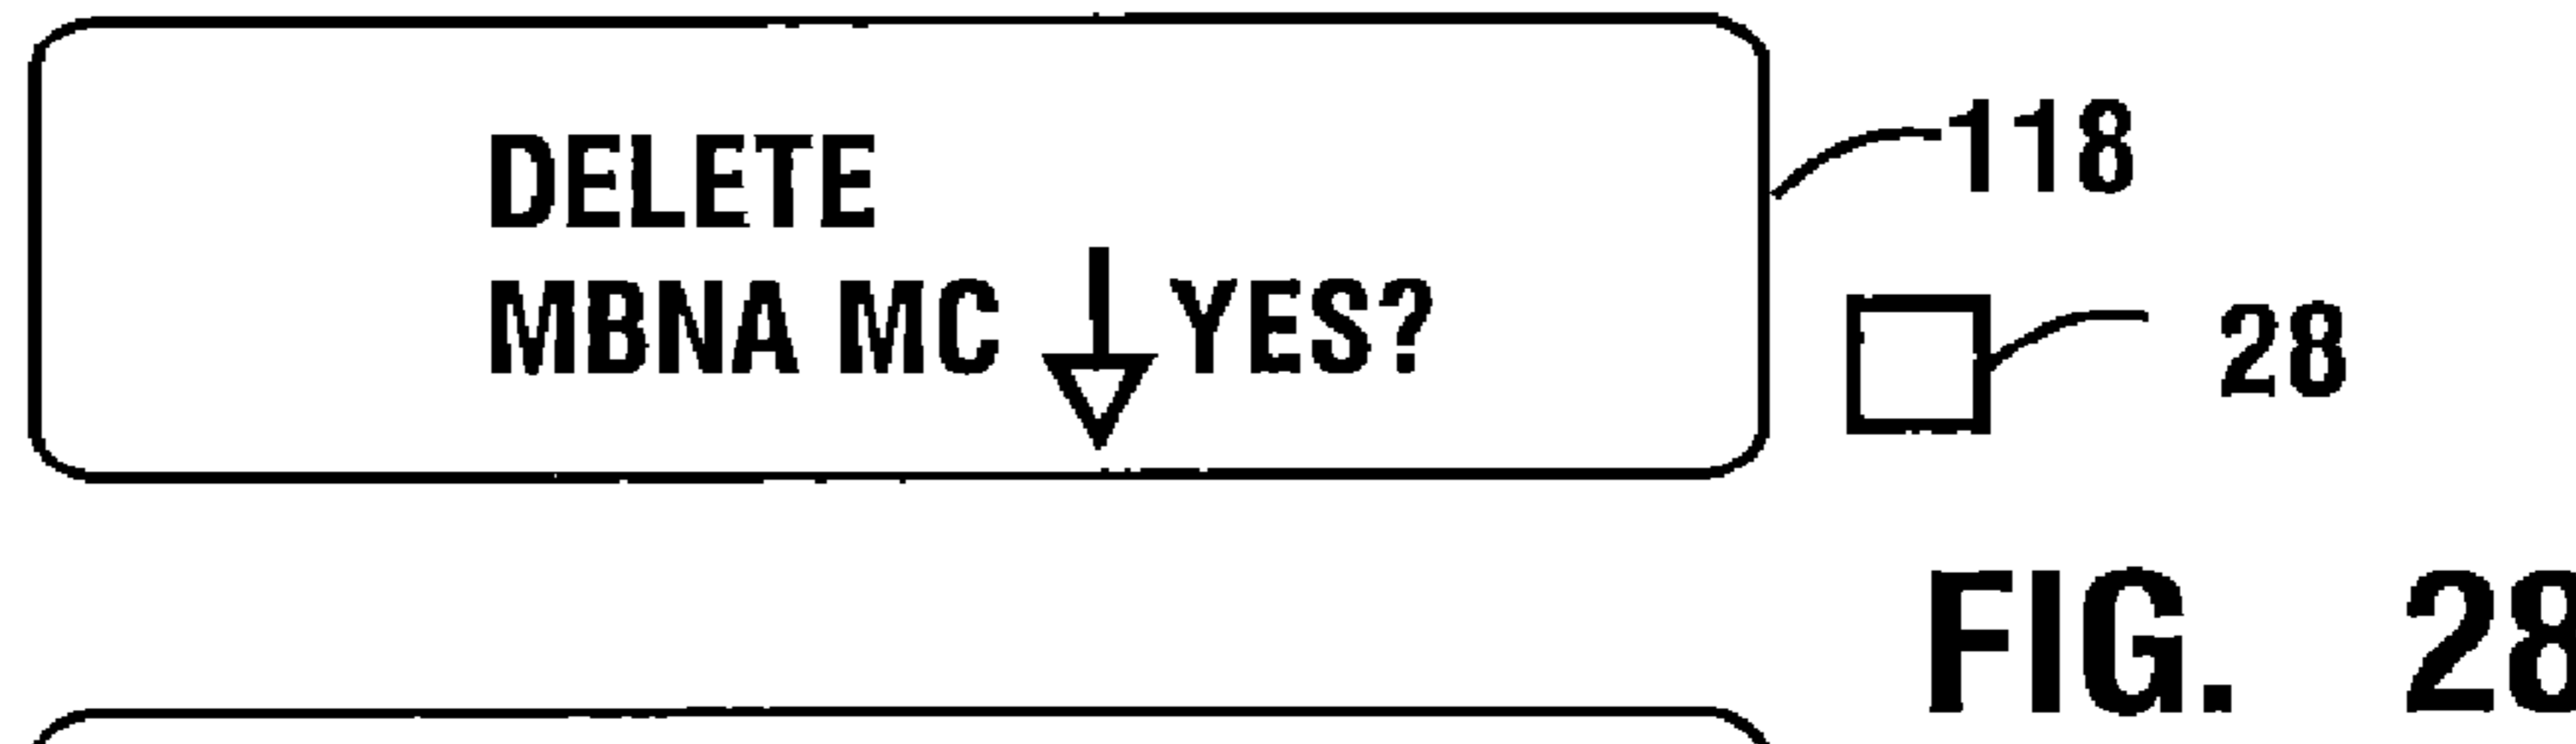 DELETE
MBNA MC YES?
118
28
FIG. 28